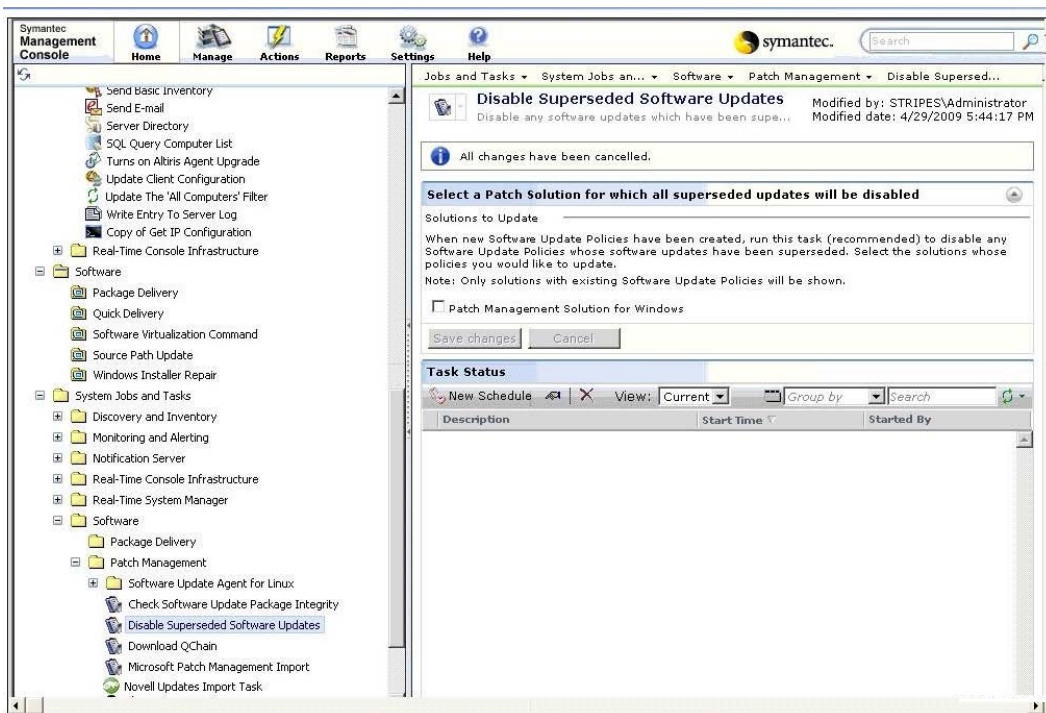 Symantec
Management
Console
Home
Manage
Actions
Reports
Settings
Help
symantec.
Search
Send Basic Inventory
Send E-mail
Server Directory
SQL Query Computer List
Turns on Altiris Agent Upgrade
Update Client Configuration
Update The 'All Computers' Filter
Write Entry To Server Log
Copy of Get IP Configuration
Real-Time Console Infrastructure
Software
Package Delivery
Quick Delivery
Software Virtualization Command
Source Path Update
Windows Installer Repair
System Jobs and Tasks
Discovery and Inventory
Monitoring and Alerting
Notification Server
Real-Time Console Infrastructure
Real-Time System Manager
Software
Package Delivery
Patch Management
Software Update Agent for Linux
Check Software Update Package Integrity
Disable Superseded Software Updates
Download QChain
Microsoft Patch Management Import
Novell Updates Import Task
Jobs and Tasks System Jobs an... Software Patch Management Disable Supersed...
Disable Superseded Software Updates
Disable any software updates which have been supe...
Modified by: STRIPES\Administrator
Modified date: 4/29/2009 5:44:17 PM
All changes have been cancelled.
Select a Patch Solution for which all superseded updates will be disabled
Solutions to Update
When new Software Update Policies have been created, run this task (recommended) to disable any
Software Update Policies whose software updates have been superseded. Select the solutions whose
policies you would like to update.
Note: Only solutions with existing Software Update Policies will be shown.
Patch Management Solution for Windows
Save changes
Cancel
Task Status
New Schedule
View: Current
Group by
Search
Description
Start Time
Started By